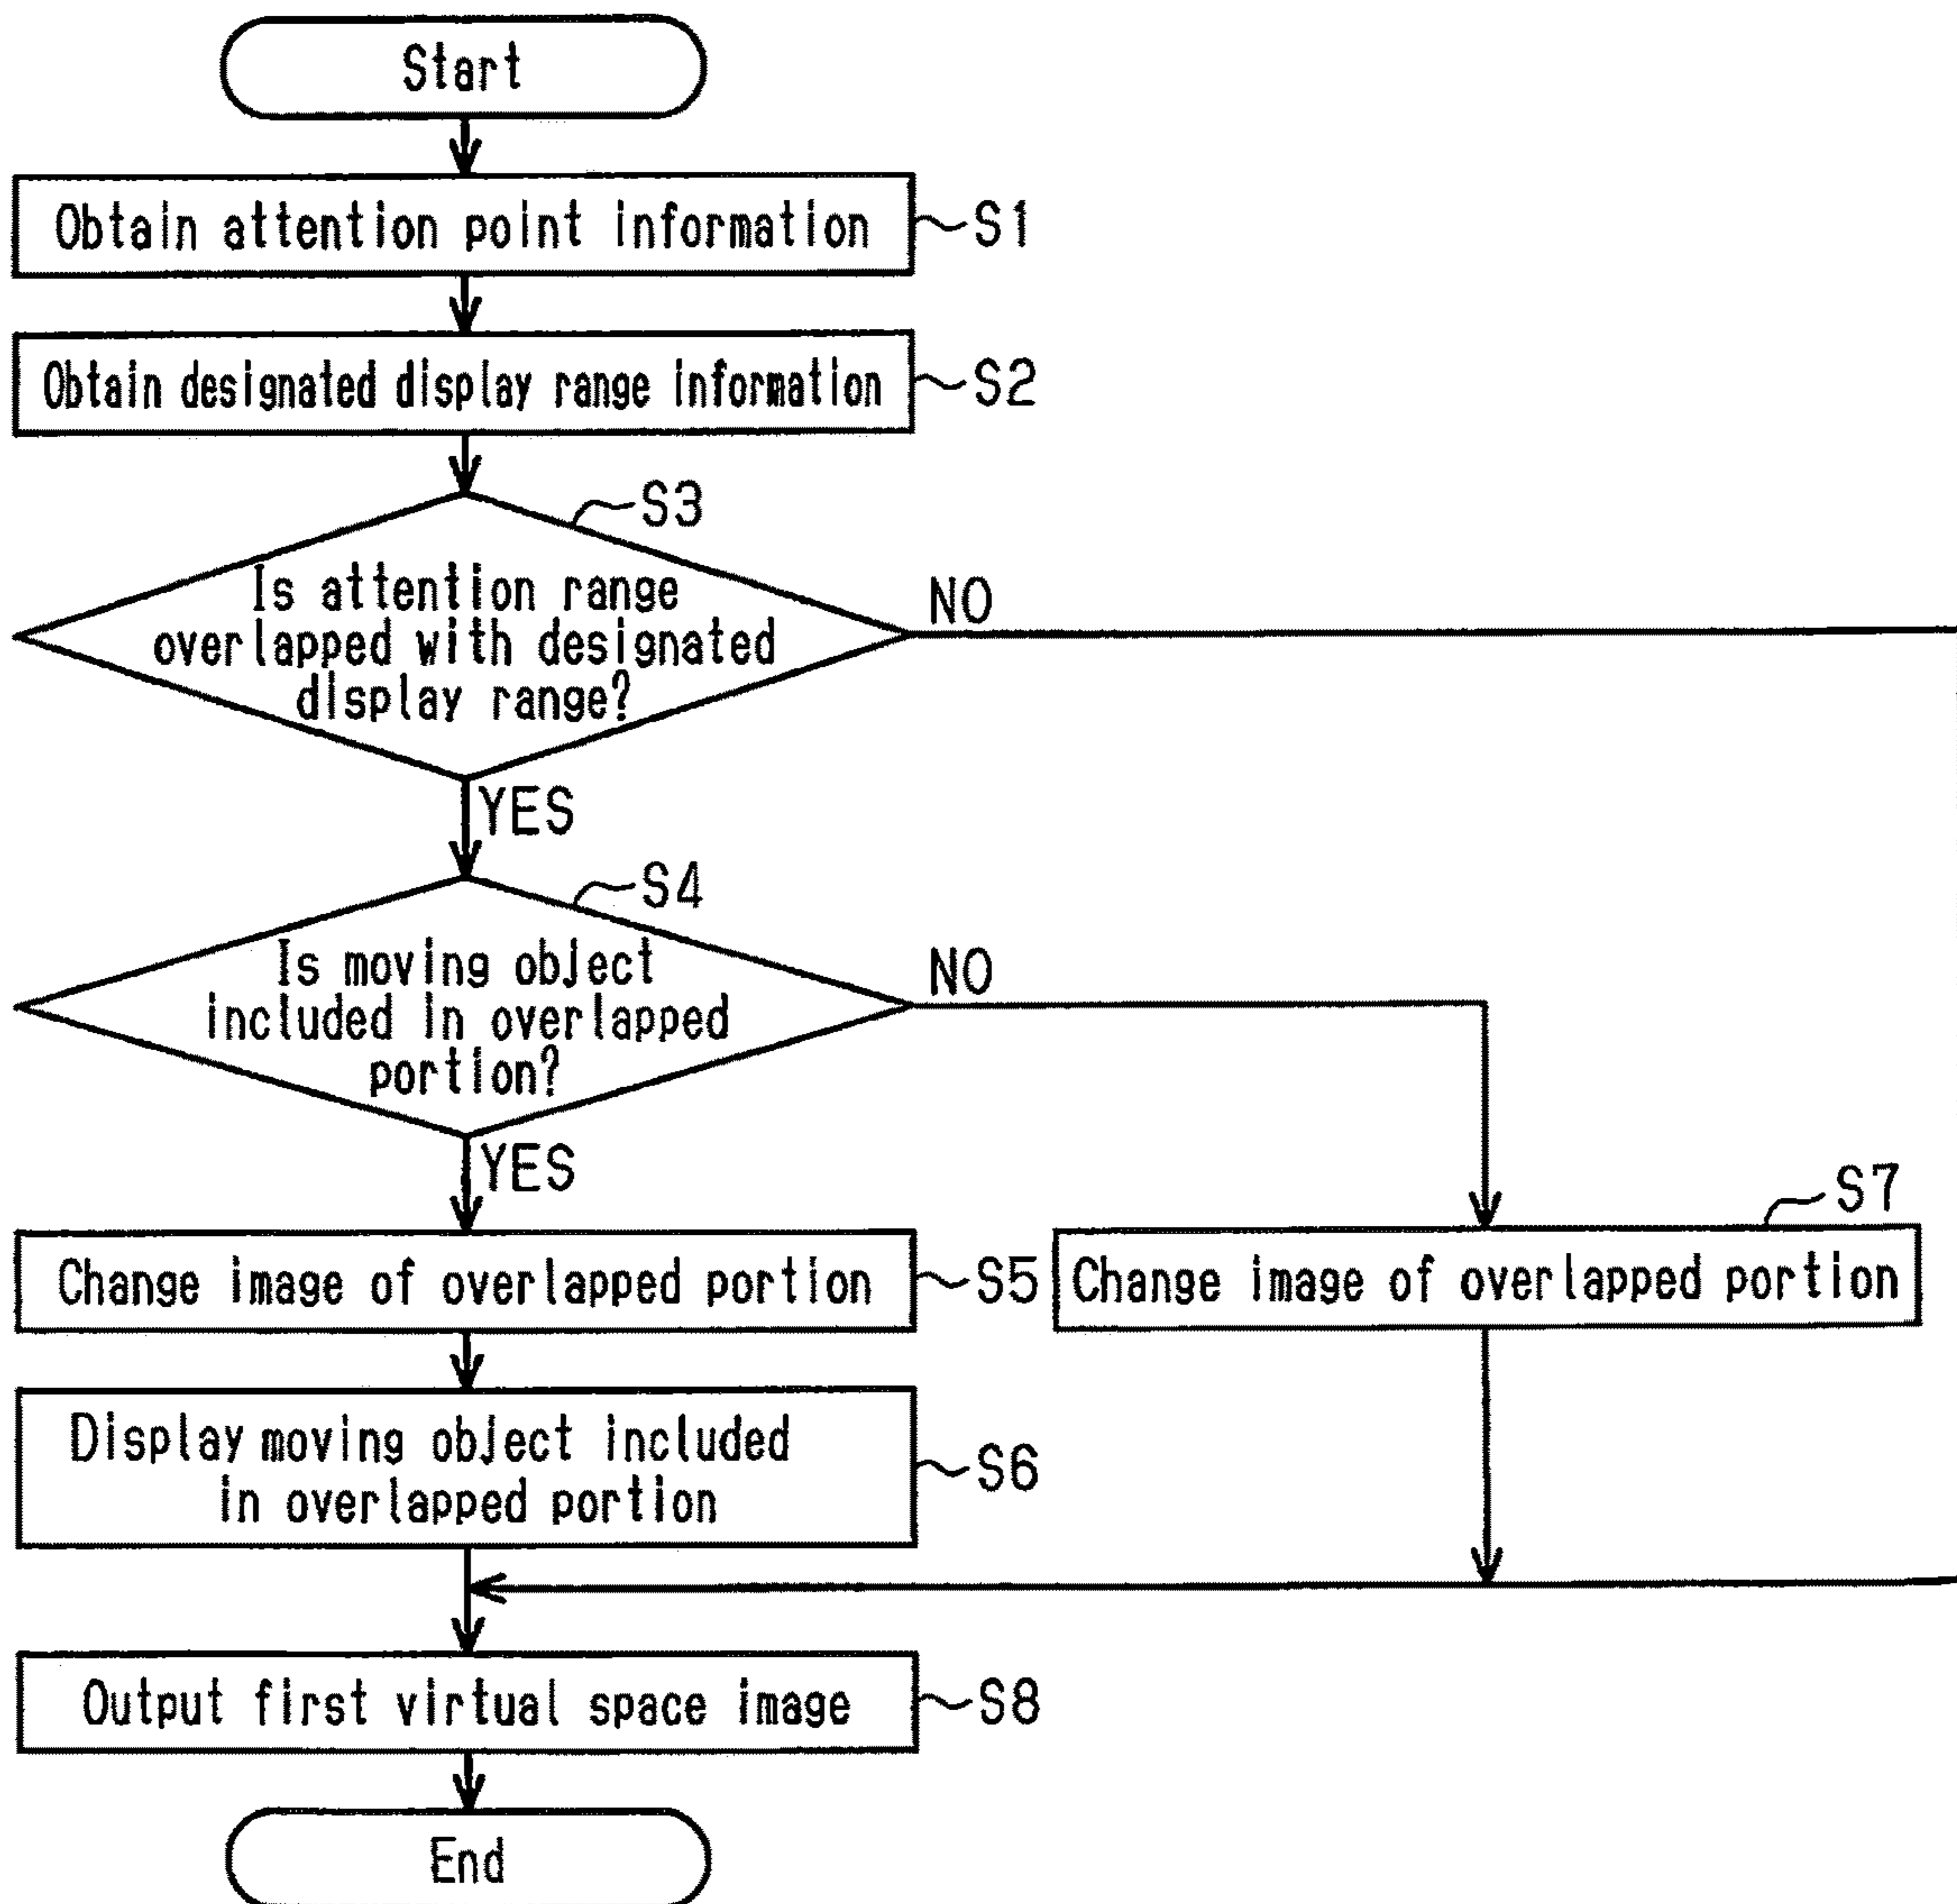 Start
Obtain attention point information
S1
Obtain designated display range information
S2
S3
Is attention range
overlapped with designated
display range?
NO
YES
S4
Is moving object
included in overlapped
portion?
NO
YES
S7
Change image of overlapped portion
S5
Change image of overlapped portion
Display moving object included
in overlapped portion
S6
Output first virtual space image
S8
End